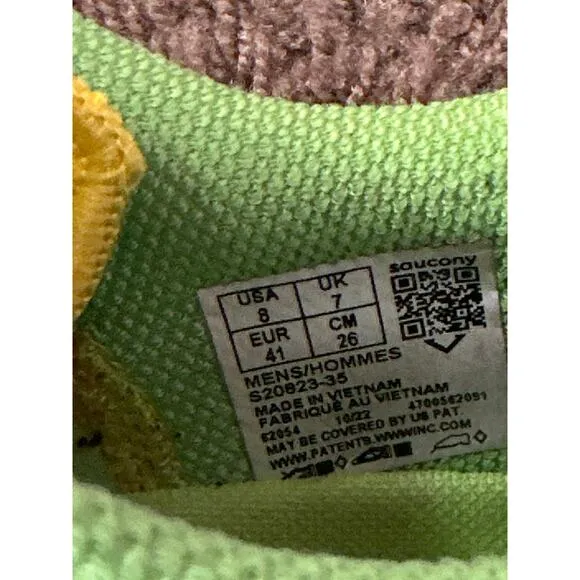 saucony
USA 8 UK 7
EUR 41 CM 26
MENS/HOMMES
S20823-35
MADE IN VIETNAM
FABRIQUÉ AU VIETNAM
62054 10/22 4700562091
MAY BE COVERED BY US PAT.
WWW.PATENTS.WWWINC.COM